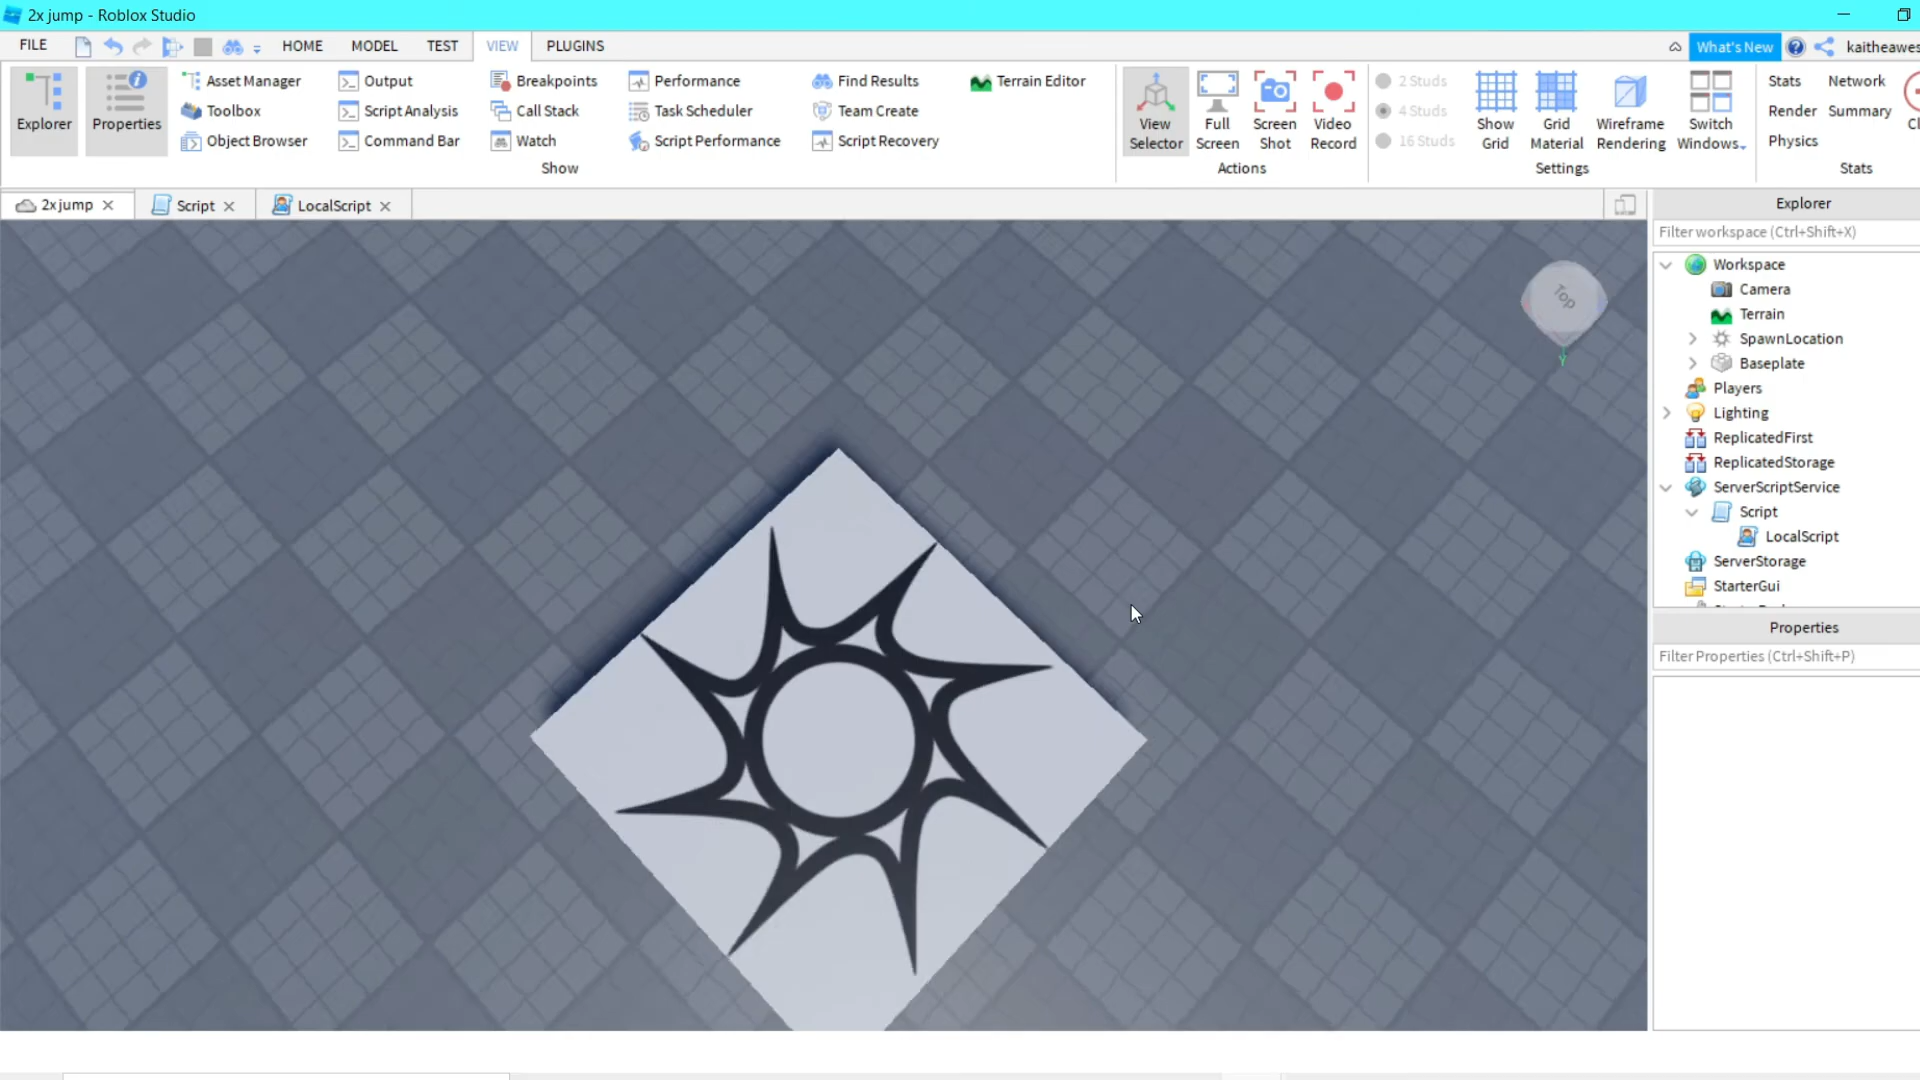 2x jump - Roblox Studio
FILE HOME MODEL TEST VIEW PLUGINS What's New
Explorer
Properties
Asset Manager
Toolbox
Object Browser
Output
Script Analysis
Command Bar
Breakpoints
Call Stack
Watch
Performance
Task Scheduler
Script Performance
Find Results
Team Create
Script Recovery
Terrain Editor
Show
View
Selector
Full
Screen
Screen
Shot
Video
Record
Actions
2 Studs
4 Studs
16 Studs
Show
Grid
Grid
Material
Wireframe
Rendering
Switch
Windows
Settings
Stats
Render
Physics
Network
Summary
Stats
2x jump Script LocalScript
Top
Y
Explorer
Filter workspace (Ctrl+Shift+X)
Workspace
Camera
Terrain
SpawnLocation
Baseplate
Players
Lighting
ReplicatedFirst
ReplicatedStorage
ServerScriptService
Script
LocalScript
ServerStorage
StarterGui
Properties
Filter Properties (Ctrl+Shift+P)